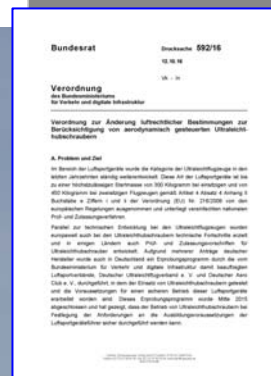 Bundesrat
Drucksache 592/16
12.10.16
Vk - In
Verordnung
des Bundesministeriums
für Verkehr und digitale Infrastruktur
Verordnung zur Änderung luftrechtlicher Bestimmungen zur
Berücksichtigung von aerodynamisch gesteuerten Ultraleicht-
hubschraubern
A. Problem und Ziel
Im Bereich der Luftsportgeräte wurde die Kategorie der Ultraleichtflugzeuge in den
letzten Jahrzehnten ständig weiterentwickelt. Diese Art der Luftsportgeräte ist bis
zu einer höchstzulässigen Startmasse von 300 Kilogramm bei einsitzigen und von
450 Kilogramm bei zweisitzigen Flugzeugen gemäß Artikel 4 Absatz 4 Anhang II
Buchstabe e Ziffern i und ii der Verordnung (EU) Nr. 216/2008 von den
europäischen Regelungen ausgenommen und unterliegt vereinfachten nationalen
Prüf- und Zulassungsverfahren.
Parallel zur technischen Entwicklung bei den Ultraleichtflugzeugen wurden
europaweit auch bei den Ultraleichthubschraubern technische Fortschritte erzielt
und in einigen Ländern auch Prüf- und Zulassungsvorschriften für
Ultraleichthubschrauber entwickelt. Aufgrund mehrerer Anträge deutscher
Hersteller wurde auch in Deutschland ein Erprobungsprogramm durch die vom
Bundesministerium für Verkehr und digitale Infrastruktur damit beauftragten
Luftsportverbände, Deutscher Ultraleichtflugverband e. V. und Deutscher Aero
Club e. V., durchgeführt, in dem der Einsatz von Ultraleichthubschraubern getestet
und die Voraussetzungen für einen sicheren Betrieb dieser Luftsportgeräte
erarbeitet worden sind. Dieses Erprobungsprogramm wurde Mitte 2015
abgeschlossen und hat gezeigt, dass der Betrieb von Ultraleichthubschraubern bei
Festlegung der Anforderungen an die Ausbildungsvoraussetzungen der
Luftsportgeräteführer sicher durchgeführt werden kann.